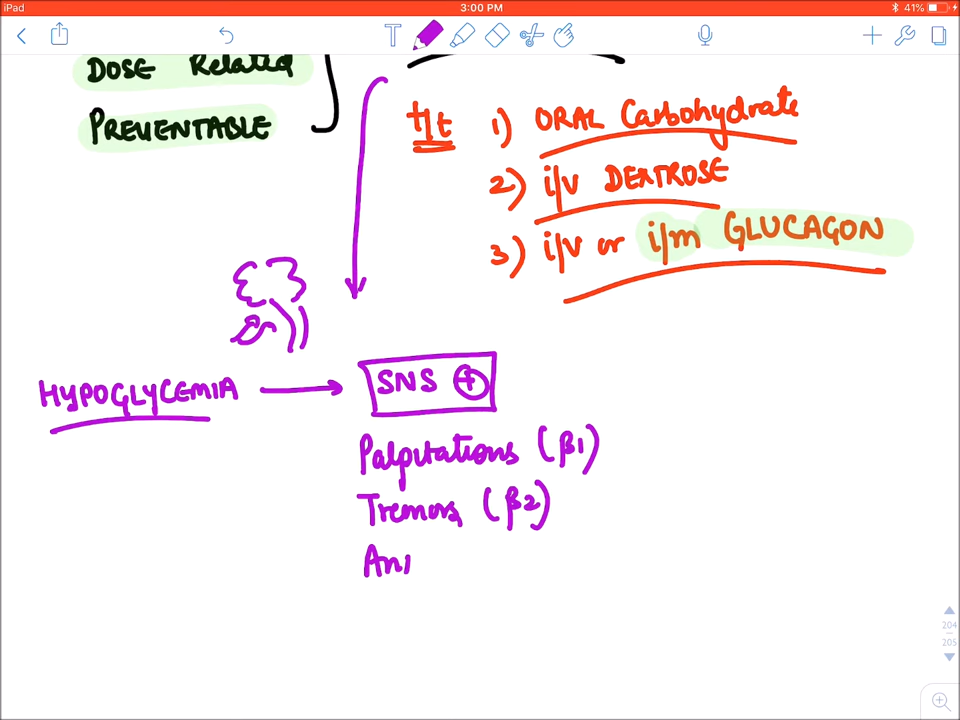 iPad 3:00 PM 41%
DOSE Related
PREVENTABLE
t/t 1) ORAL Carbohydrate
2) i/v DEXTROSE
3) i/v or i/m GLUCAGON
HYPOGLYCEMIA → SNS ⊕
Palpitations (β1)
Tremors (β2)
Anx
204
205